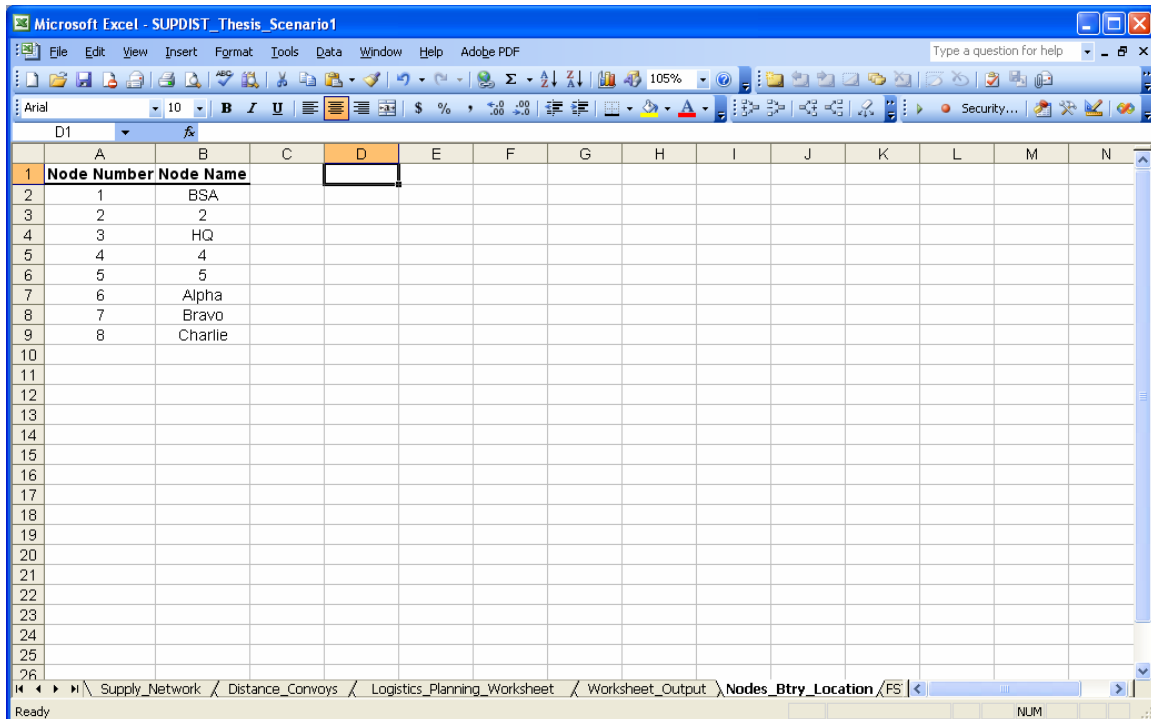 Microsoft Excel - SUPDIST_Thesis_Scenario1
File Edit View Insert Format Tools Data Window Help Adobe PDF Type a question for help
105%
Arial 10 B I U $ % , Security...
D1 fx
A B C D E F G H I J K L M N
1 Node Number Node Name
2 1 BSA
3 2 2
4 3 HQ
5 4 4
6 5 5
7 6 Alpha
8 7 Bravo
9 8 Charlie
10
11
12
13
14
15
16
17
18
19
20
21
22
23
24
25
26
Supply_Network / Distance_Convoys / Logistics_Planning_Worksheet / Worksheet_Output \ Nodes_Btry_Location / FS
Ready NUM